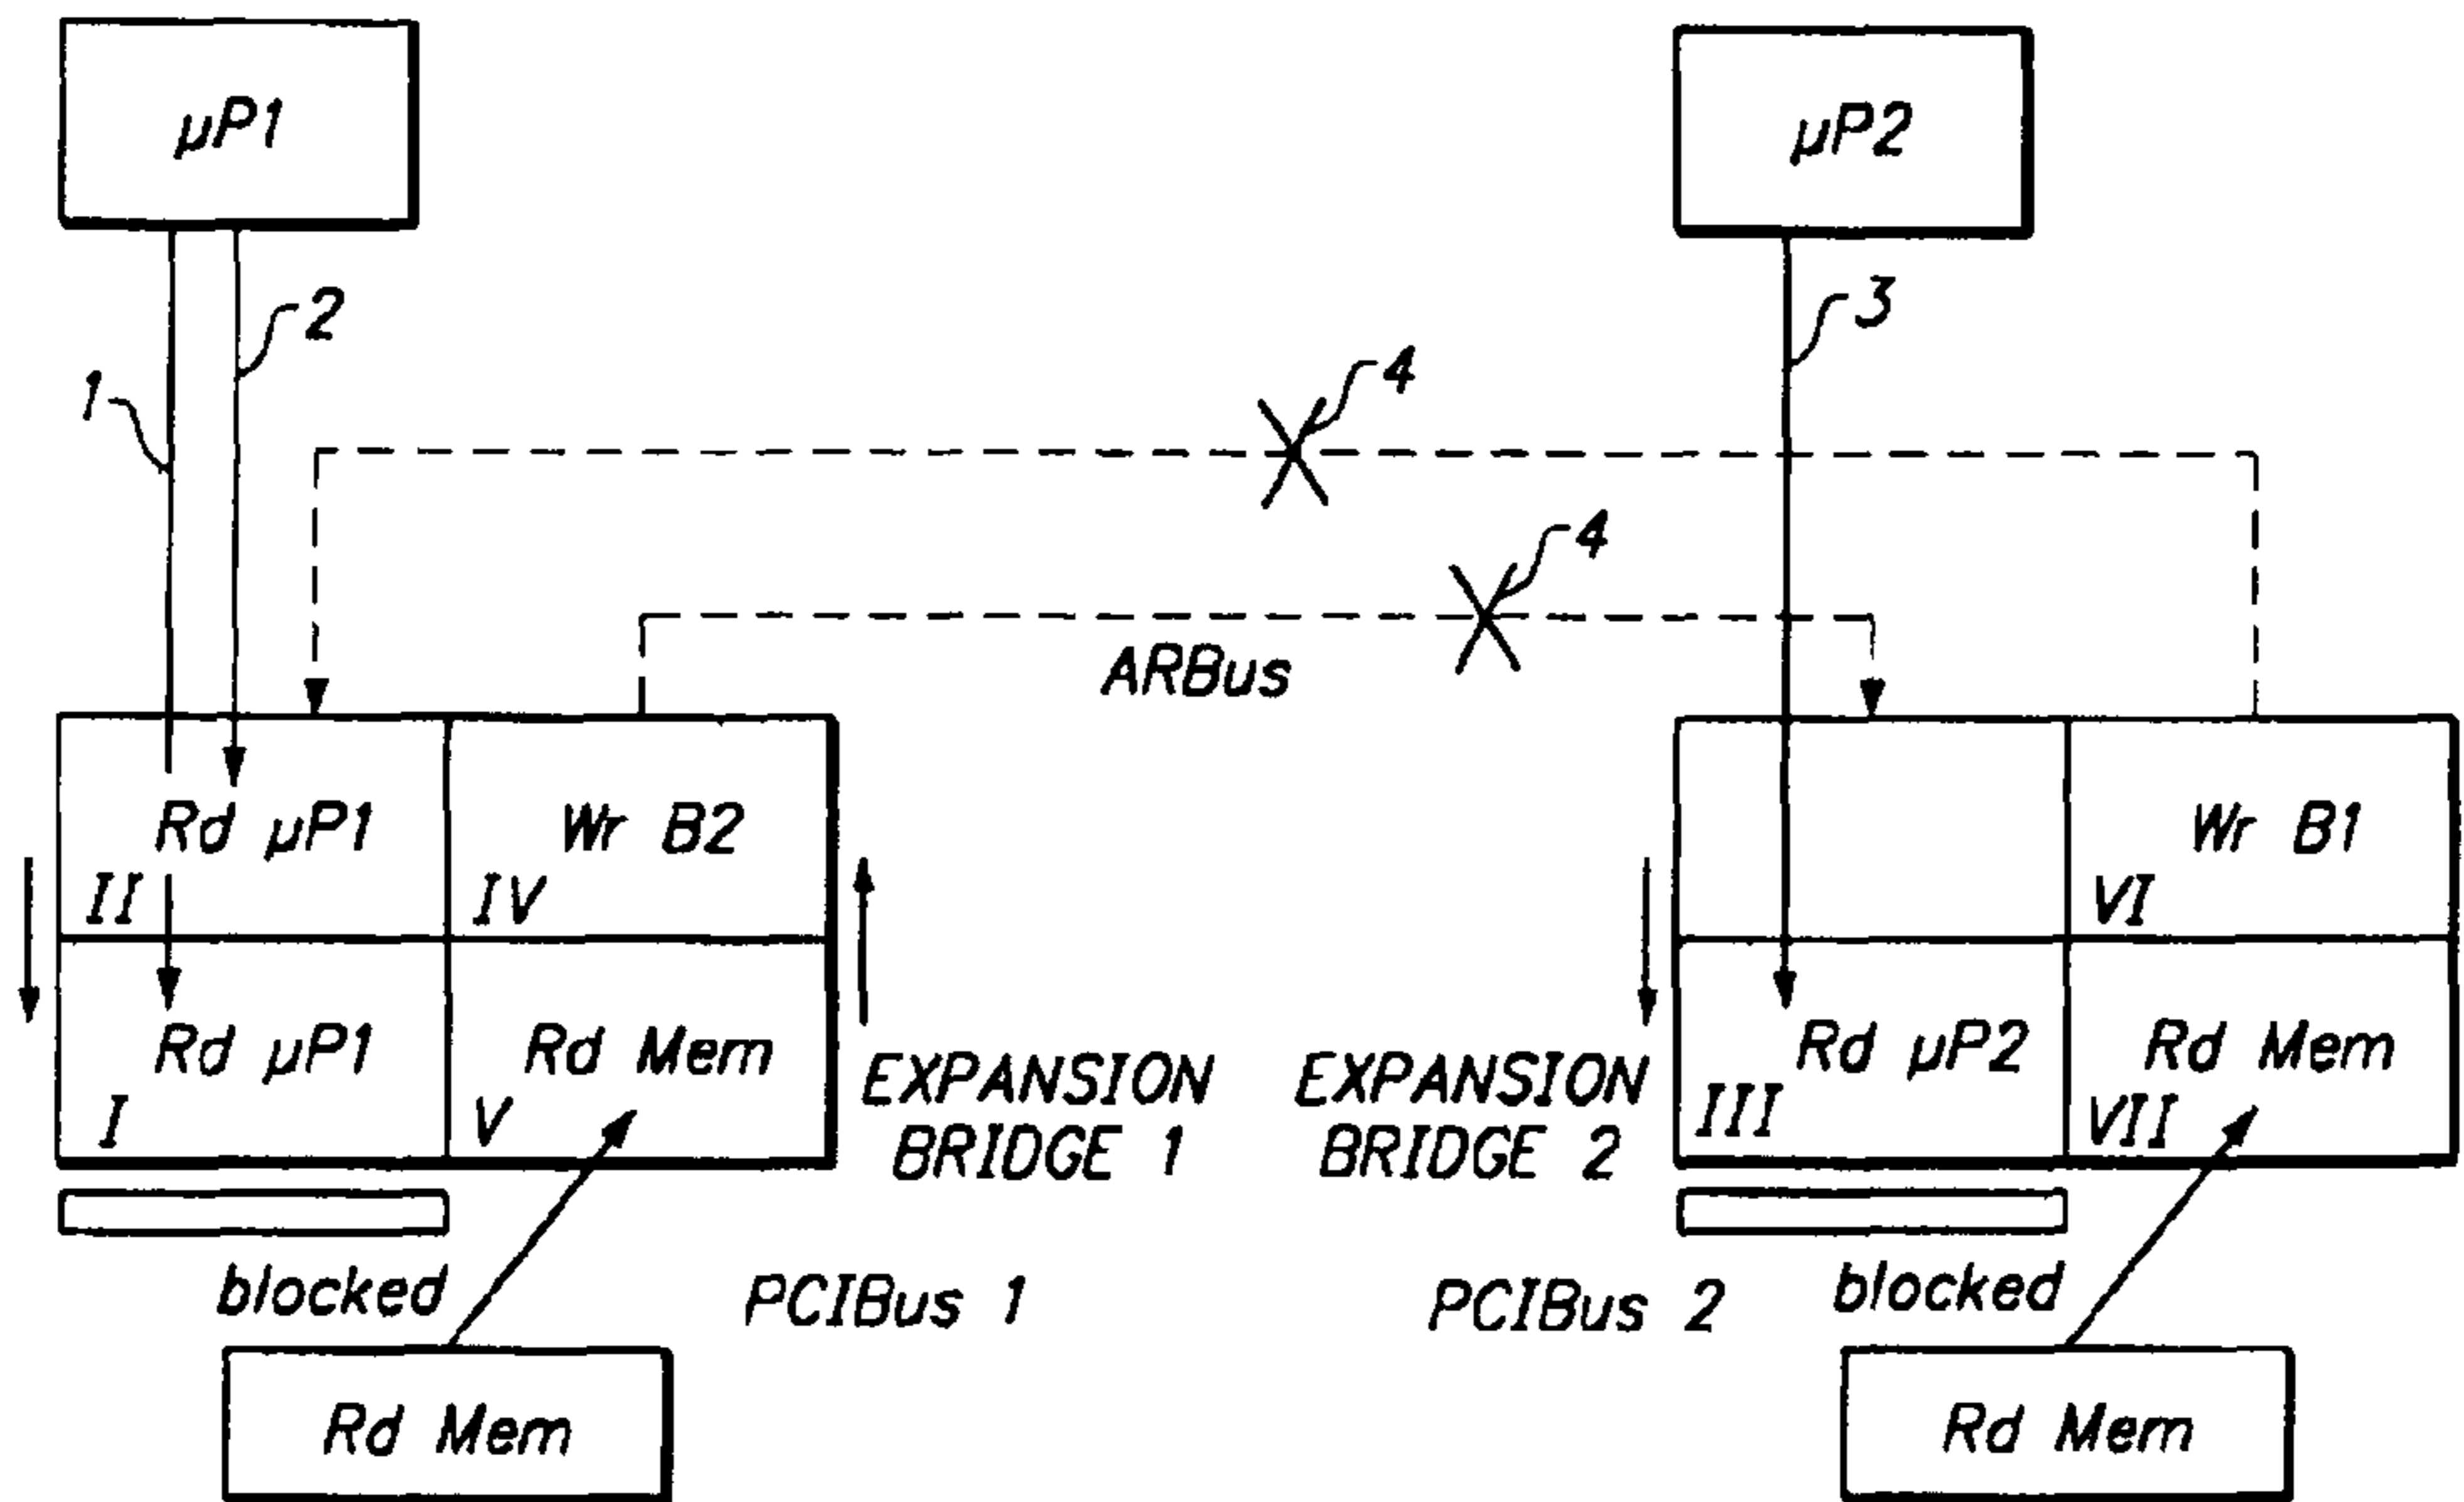 µP1
µP2
2
3
1
4
4
ARBus
Rd µP1
Wr B2
Wr B1
II
IV
VI
Rd µP1
Rd Mem
Rd µP2
Rd Mem
I
V
III
VII
EXPANSION
BRIDGE 1
EXPANSION
BRIDGE 2
blocked
PCIBus 1
PCIBus 2
blocked
Rd Mem
Rd Mem